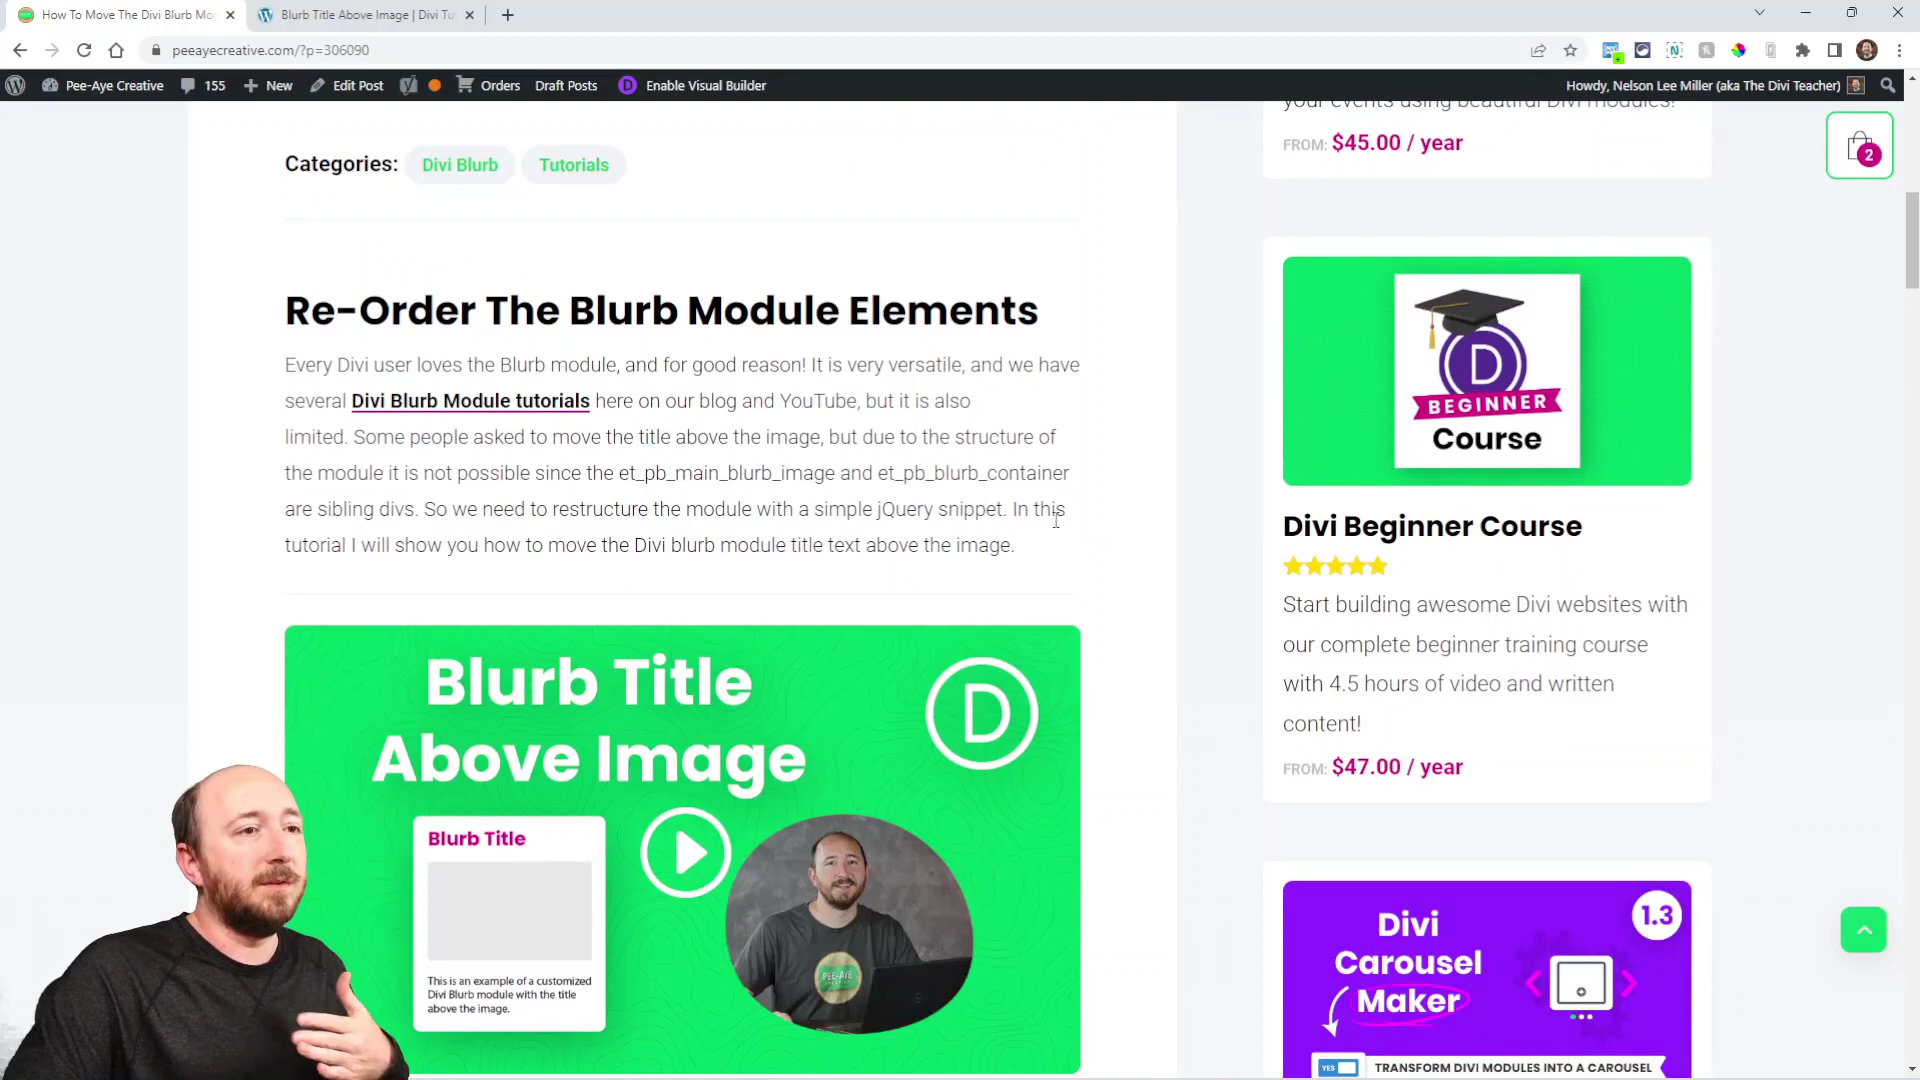 How To Move The Divi Blurb Mo
Blurb Title Above Image | Divi Tu
peeayecreative.com/?p=306090
Pee-Aye Creative
155
New
Edit Post
Orders
Draft Posts
Enable Visual Builder
Howdy, Nelson Lee Miller (aka The Divi Teacher)
Categories:
Divi Blurb
Tutorials
Re-Order The Blurb Module Elements
Every Divi user loves the Blurb module, and for good reason! It is very versatile, and we have
several Divi Blurb Module tutorials here on our blog and YouTube, but it is also
limited. Some people asked to move the title above the image, but due to the structure of
the module it is not possible since the et_pb_main_blurb_image and et_pb_blurb_container
are sibling divs. So we need to restructure the module with a simple jQuery snippet. In this
tutorial I will show you how to move the Divi blurb module title text above the image.
Blurb Title
Above Image
D
Blurb Title
This is an example of a customized
Divi Blurb module with the title
above the image.
PEE-AYE
your events using beautiful Divi modules!
FROM: $45.00 / year
2
D
BEGINNER
Course
Divi Beginner Course
Start building awesome Divi websites with
our complete beginner training course
with 4.5 hours of video and written
content!
FROM: $47.00 / year
1.3
Divi
Carousel
Maker
YES
TRANSFORM DIVI MODULES INTO A CAROUSEL